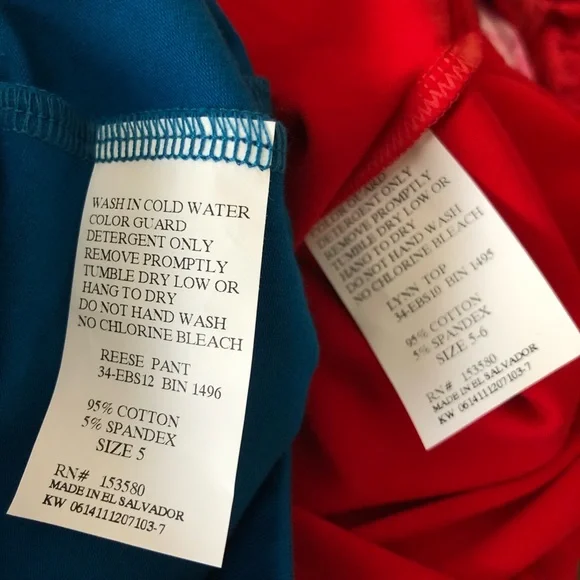 WASH IN COLD WATER
COLOR GUARD
DETERGENT ONLY
REMOVE PROMPTLY
TUMBLE DRY LOW OR
HANG TO DRY
DO NOT HAND WASH
NO CHLORINE BLEACH
REESE PANT
34-EBS12 BIN 1496
95% COTTON
5% SPANDEX
SIZE 5
RN# 153580
MADE IN EL SALVADOR
KW 0614111207103-7
COLOR GUARD
DETERGENT ONLY
REMOVE PROMPTLY
TUMBLE DRY LOW OR
HANG TO DRY
DO NOT HAND WASH
NO CHLORINE BLEACH
LYNN TOP
34-EBS10 BIN 1495
95% COTTON
5% SPANDEX
SIZE 5-6
RN# 153580
MADE IN EL SALVADOR
KW 0614111207103-7